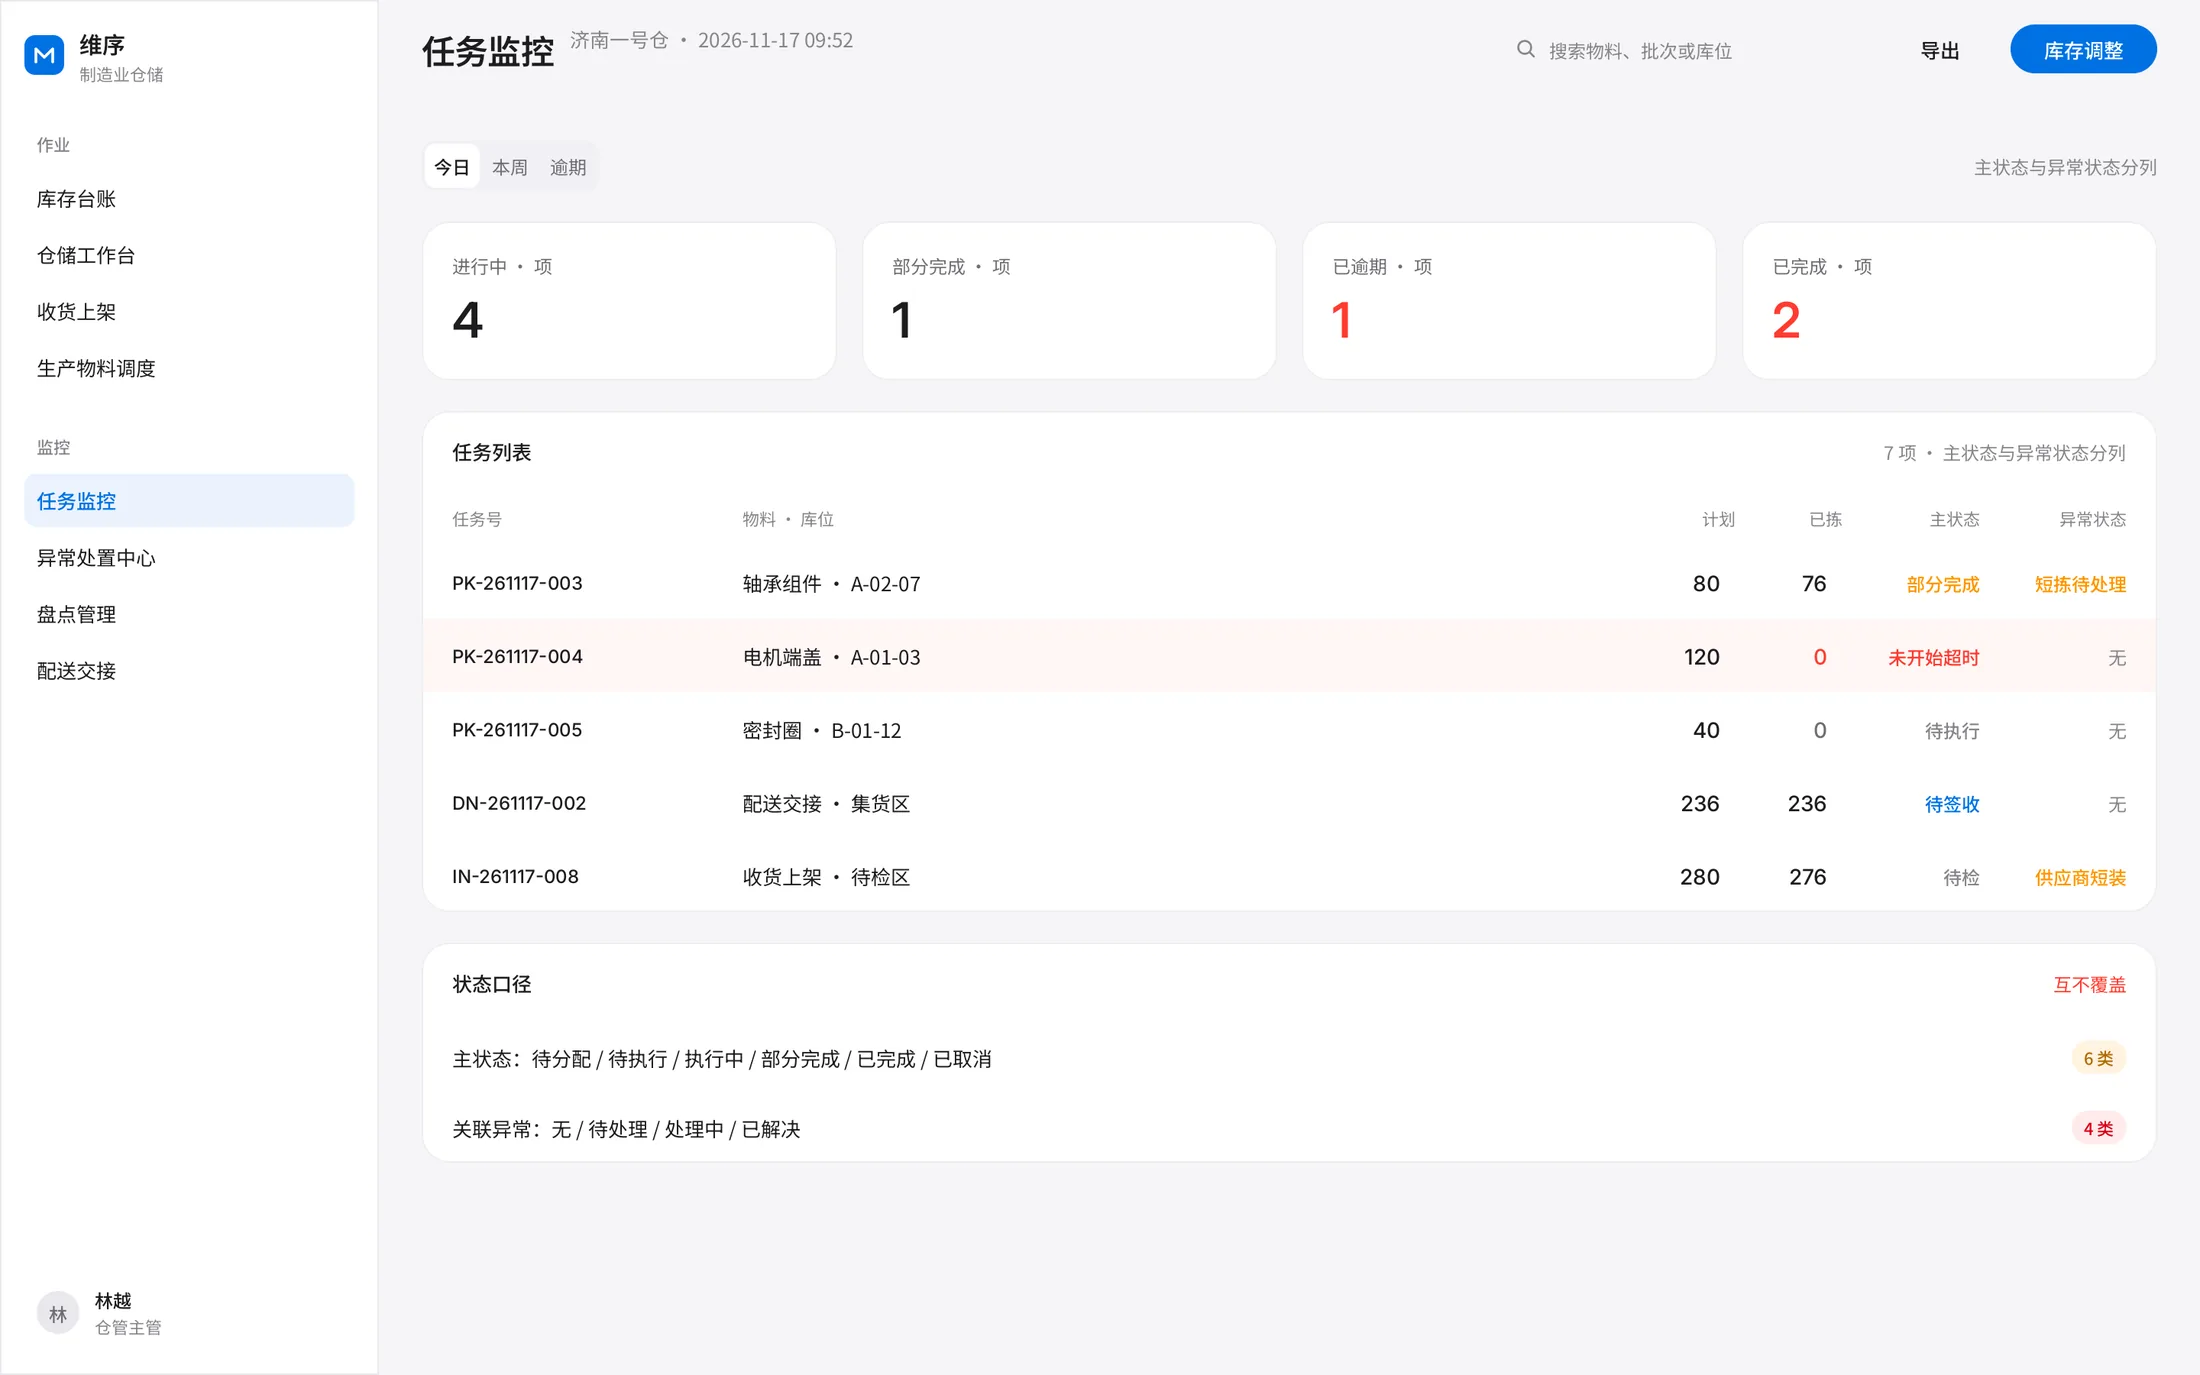 M
维序
制造业仓储
作业
库存台账
仓储工作台
收货上架
生产物料调度
监控
任务监控
异常处置中心
盘点管理
配送交接
林
林越
仓管主管
任务监控 济南一号仓 · 2026-11-17 09:52
搜索物料、批次或库位
导出
库存调整
今日 本周 逾期
主状态与异常状态分列
进行中 · 项
4
部分完成 · 项
1
已逾期 · 项
1
已完成 · 项
2
任务列表
7 项 · 主状态与异常状态分列
任务号 物料 · 库位 计划 已拣 主状态 异常状态
PK-261117-003 轴承组件 · A-02-07 80 76 部分完成 短拣待处理
PK-261117-004 电机端盖 · A-01-03 120 0 未开始超时 无
PK-261117-005 密封圈 · B-01-12 40 0 待执行 无
DN-261117-002 配送交接 · 集货区 236 236 待签收 无
IN-261117-008 收货上架 · 待检区 280 276 待检 供应商短装
状态口径
互不覆盖
主状态：待分配 / 待执行 / 执行中 / 部分完成 / 已完成 / 已取消
6 类
关联异常：无 / 待处理 / 处理中 / 已解决
4 类